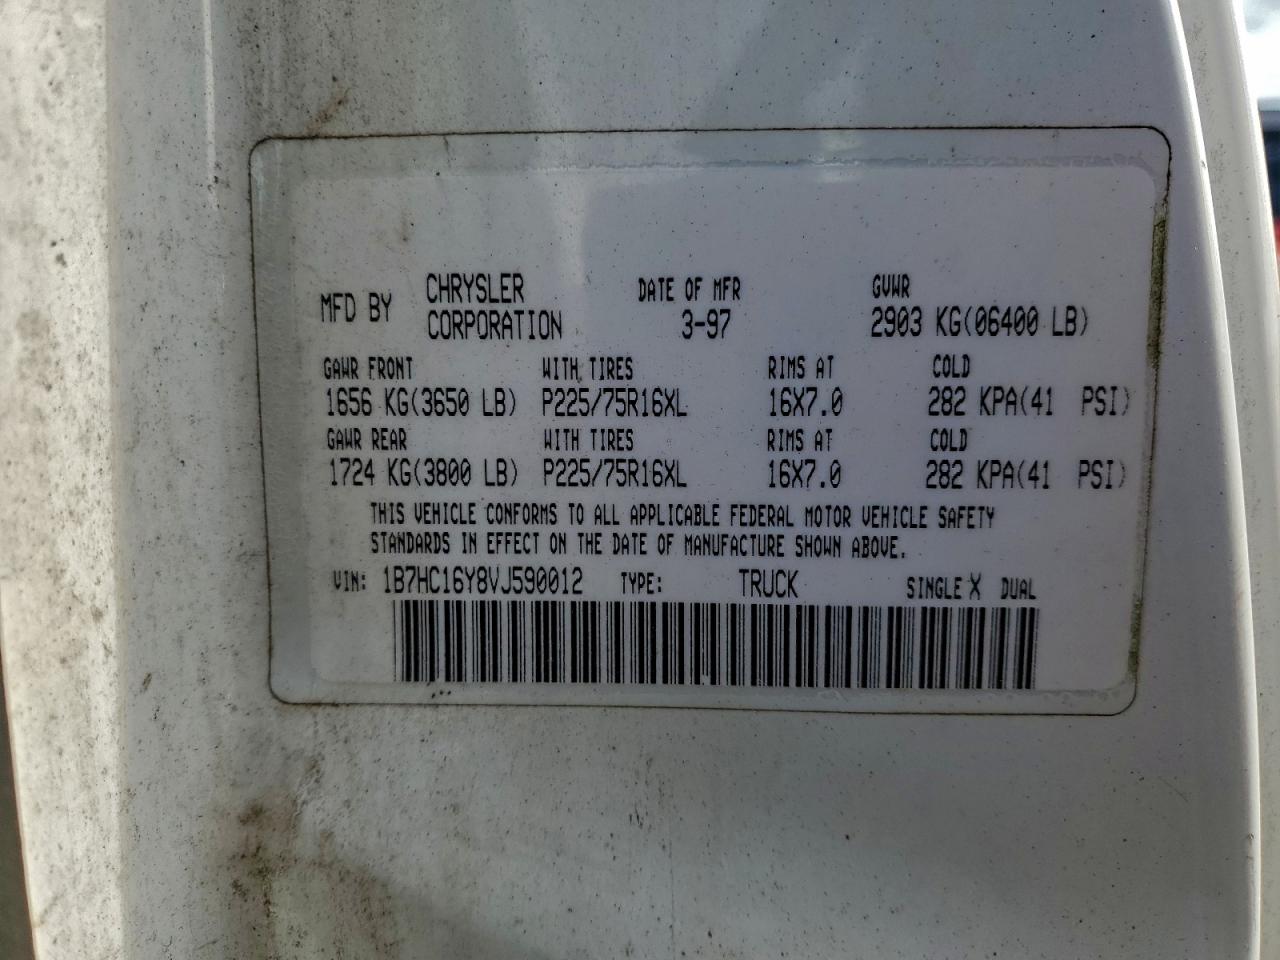 MFD BY CHRYSLER CORPORATION DATE OF MFR 3-97 GVWR 2903 KG(06400 LB)
GAWR FRONT WITH TIRES RIMS AT COLD
1656 KG(3650 LB) P225/75R16XL 16X7.0 282 KPA(41 PSI)
GAWR REAR WITH TIRES RIMS AT COLD
1724 KG(3800 LB) P225/75R16XL 16X7.0 282 KPA(41 PSI)
THIS VEHICLE CONFORMS TO ALL APPLICABLE FEDERAL MOTOR VEHICLE SAFETY
STANDARDS IN EFFECT ON THE DATE OF MANUFACTURE SHOWN ABOVE.
VIN: 1B7HC16Y8VJ590012 TYPE: TRUCK SINGLE X DUAL